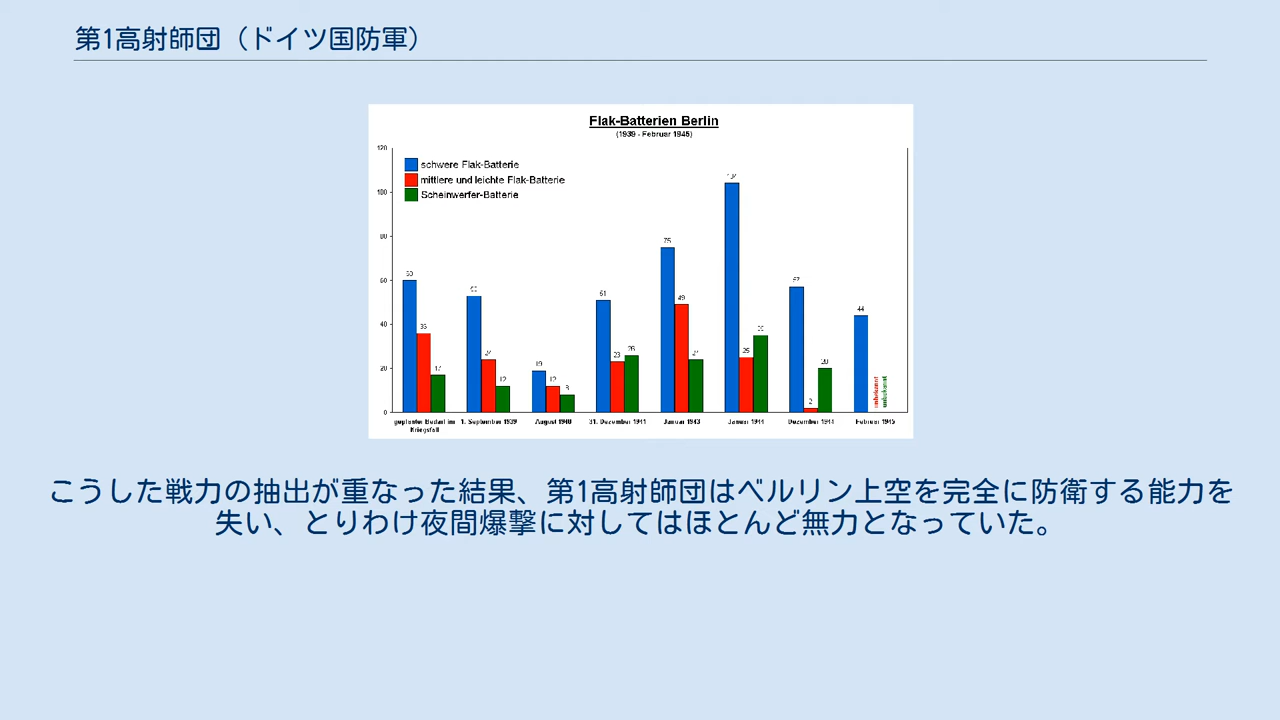 第1高射師団（ドイツ国防軍）
Flak-Batterien Berlin
(1939 - Februar 1945)
schwere Flak-Batterie
mittlere und leichte Flak-Batterie
Scheinwerfer-Batterie
120
100
80
60
40
20
0
60
36
17
24
12
19
12
8
51
23
26
75
49
24
104
25
35
57
2
20
44
unbekannt
unbekannt
geplanter Bedarf im Kriegsfall
1. September 1939
August 1940
31. Dezember 1941
Januar 1943
Januar 1944
Dezember 1944
Februar 1945
こうした戦力の抽出が重なった結果、第1高射師団はベルリン上空を完全に防衛する能力を
失い、とりわけ夜間爆撃に対してはほとんど無力となっていた。